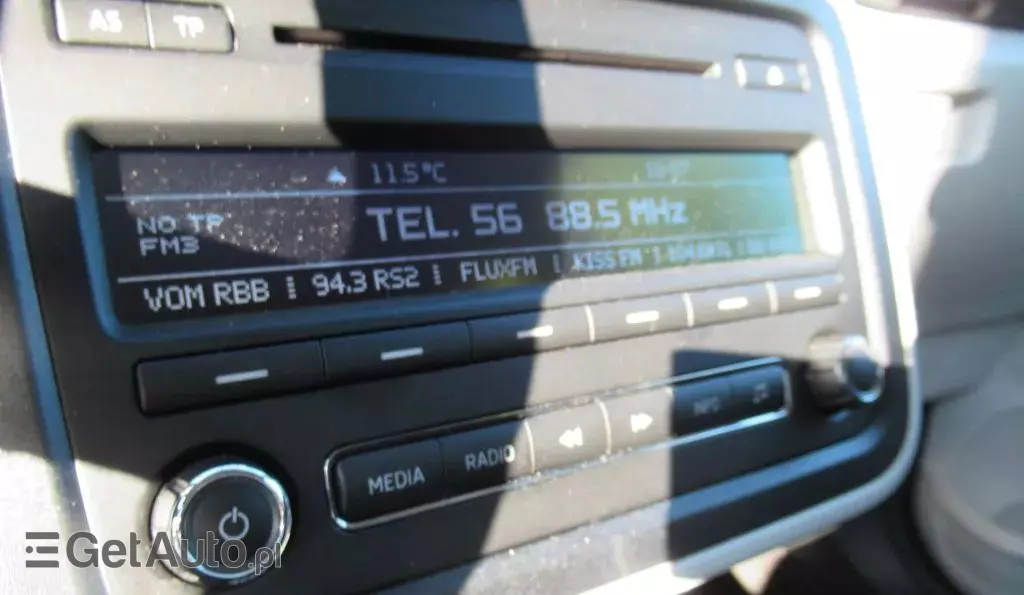 AS TP
11.5°C
NO TP
TEL. 56 88.5 MHz
FM3
VOM RBB 94.3 RS2 FLUXFM KISS FM
MEDIA RADIO INFO
GetAuto.pl